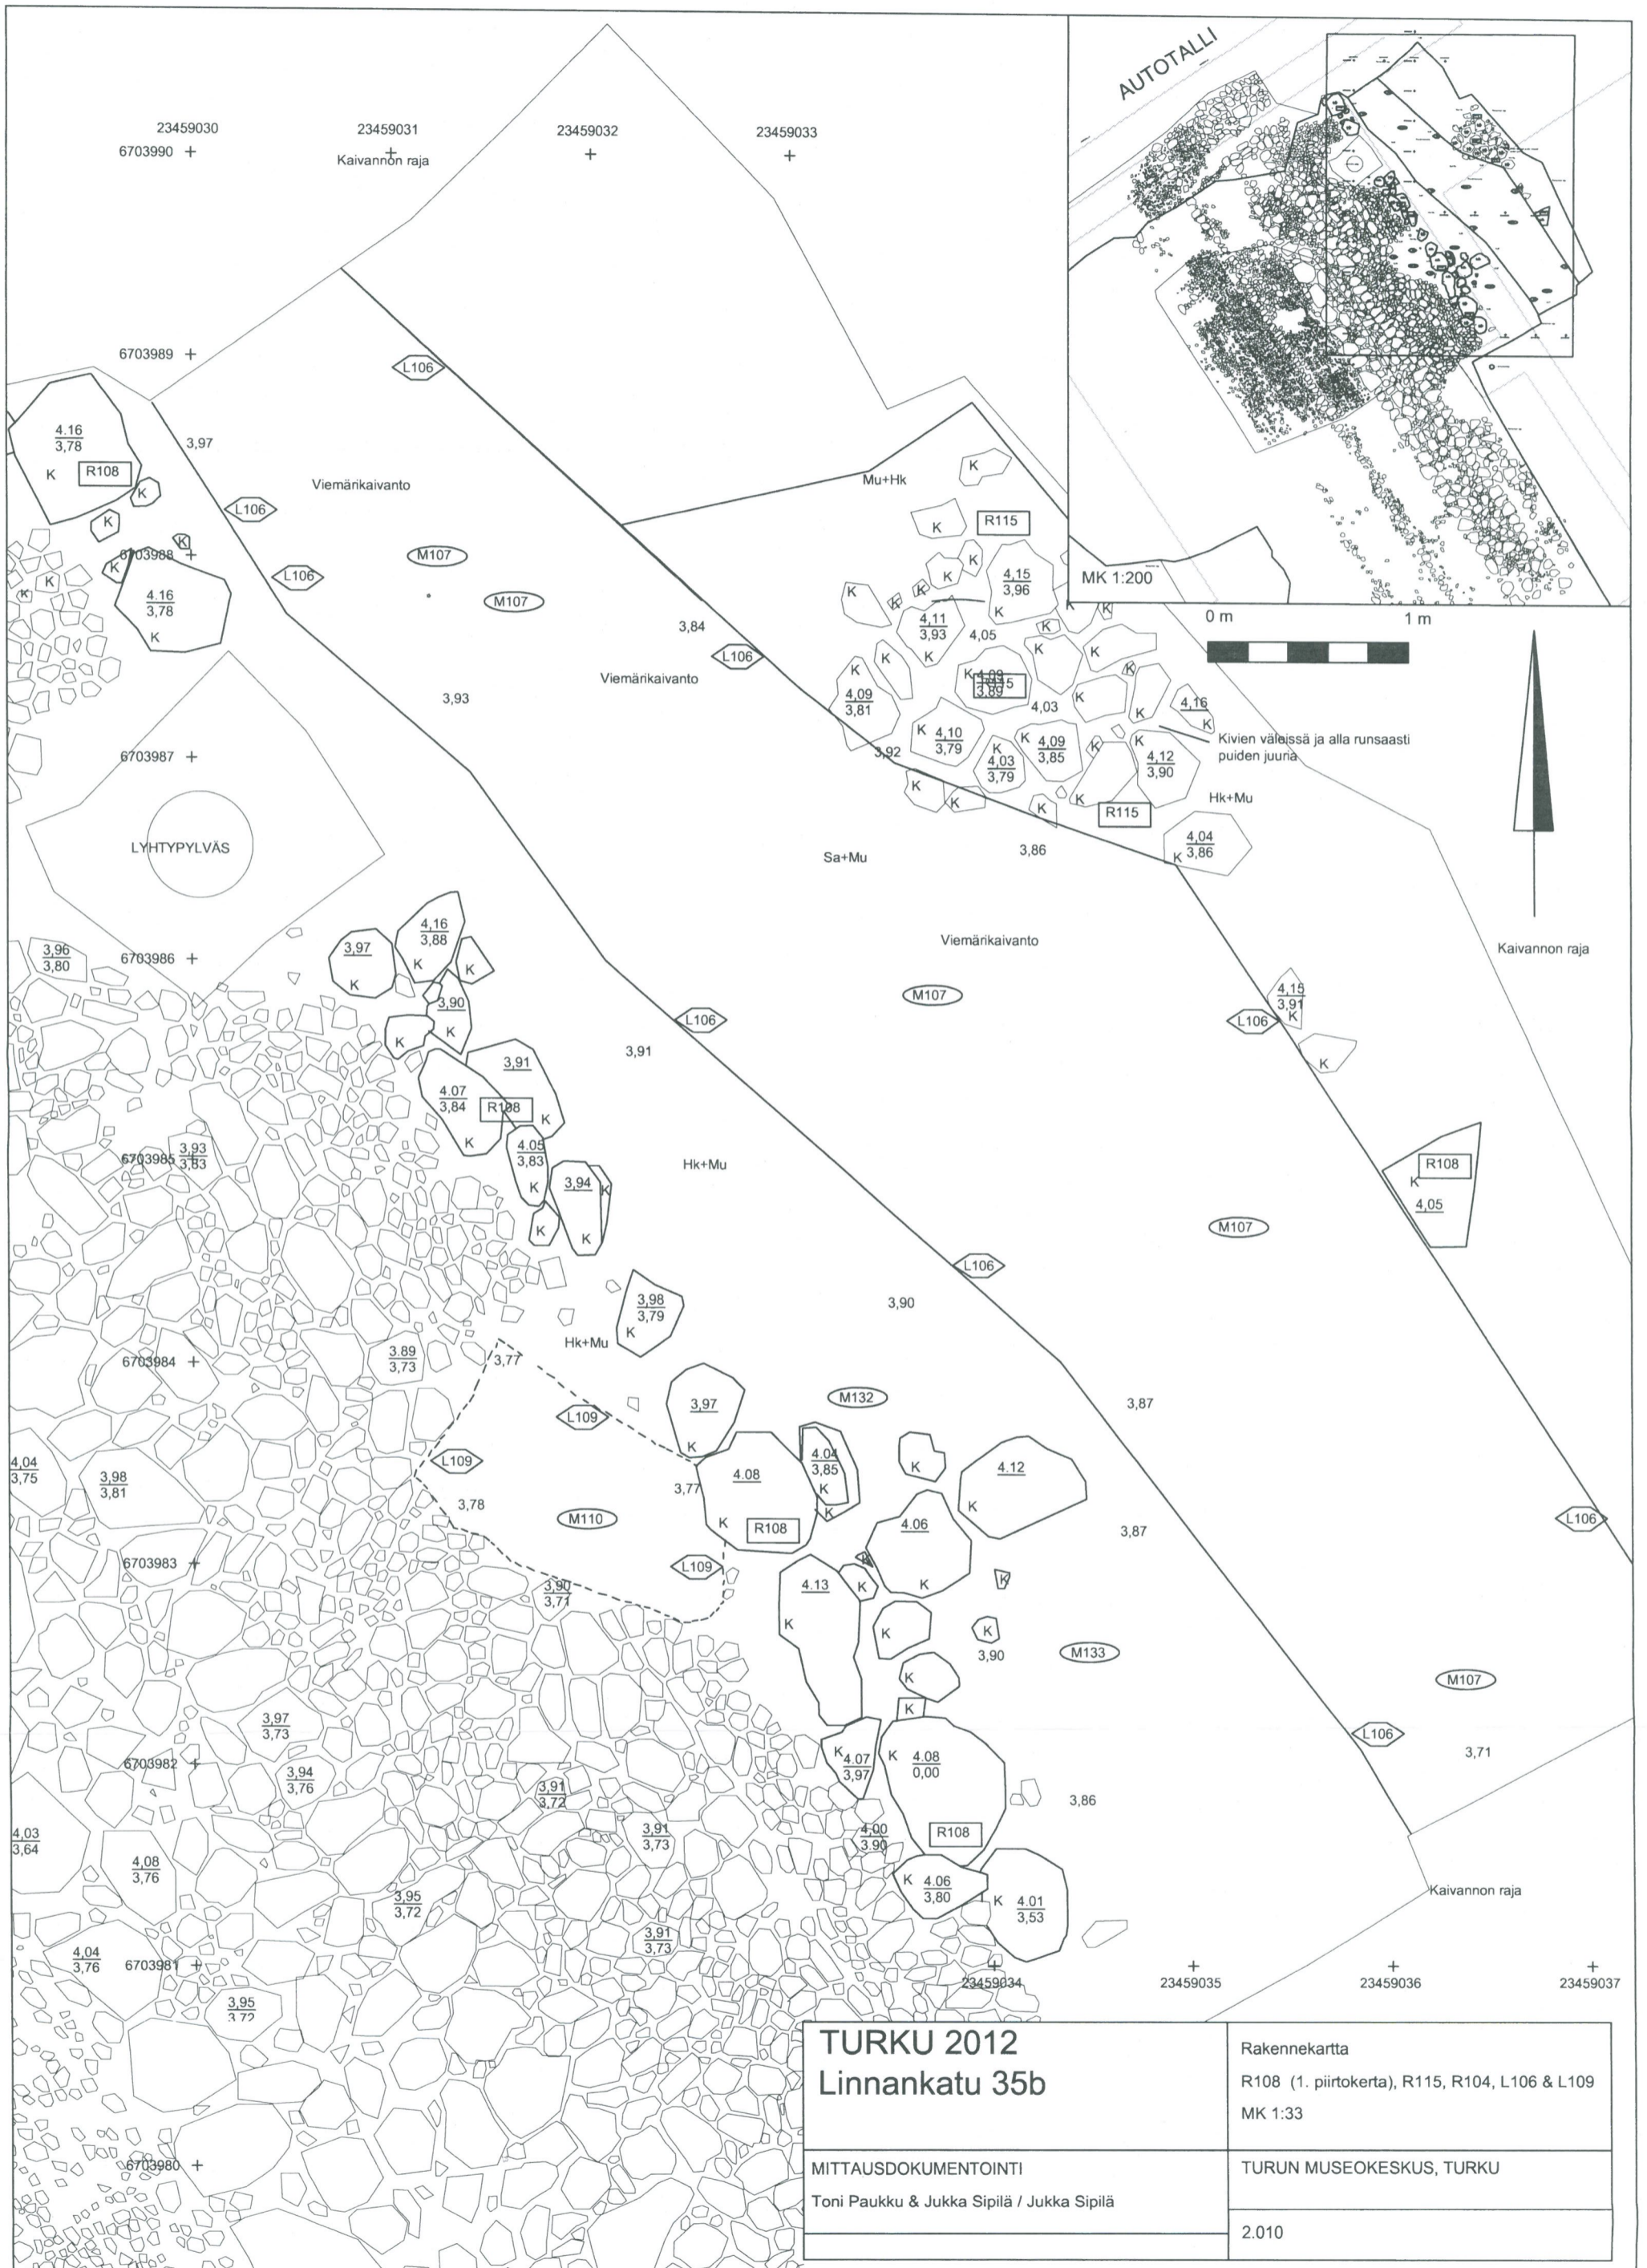 AUTOTALLI
23459030
23459031
23459032
23459033
6703990
Kaivannon raja
6703989
L106
4.16
3,78
K
R108
3,97
K
Viemärikaivanto
L106
Mu+Hk
K
K
R115
K
6703988
K
K
M107
L106
M107
K
K
4.16
3,78
K
K
K
K
K
K
4,15
3,96
K
K
K
MK 1:200
0 m
1 m
4,11
3,93
K
4,05
K
3,84
L106
K
K
K
K
K
Viemärikaivanto
3,93
4,09
3,81
K
4,09
3,89
R115
4,03
K
K
4,16
K
K
4,10
3,79
K
4,09
3,85
K
K
Kivien väleissä ja alla runsaasti
puiden juuria
6703987
3,92
K
4,03
3,79
4,12
3,90
K
K
K
K
R115
Hk+Mu
LYHTYPYLVÄS
Sa+Mu
3,86
4,04
3,86
K
4,16
3,88
K
Viemärikaivanto
Kaivannon raja
3,96
3,80
6703986
3,97
K
K
M107
4,15
3,91
K
3,90
K
K
L106
L106
3,91
K
3,91
4.07
3,84
R108
K
K
4.05
3,83
K
3,93
3,83
6703985
Hk+Mu
R108
K
4,05
3,94
K
K
K
M107
L106
3,98
3,79
K
3,90
Hk+Mu
3.89
3,73
6703984
3,77
3,97
K
M132
3,87
L109
4,04
3,75
3,98
3,81
L109
4.04
3,85
K
K
K
4.12
K
4.08
K
R108
3,78
3,77
M110
4.06
K
3,87
L106
6703983
L109
3,90
3,71
4.13
K
K
K
K
K
K
3,90
M133
M107
K
K
3,97
3,73
L106
6703982
K
4.07
3,97
K
4.08
0,00
R108
3,71
3,94
3,76
3,91
3,72
3,86
4,03
3,64
3,91
3,73
4,00
3.90
4,08
3,76
K
4.06
3,80
K
4.01
3,53
Kaivannon raja
3,95
3,72
3,91
3,73
4,04
3,76
6703981
23459034
23459035
23459036
23459037
3,95
3,72
TURKU 2012
Linnankatu 35b
Rakennekartta
R108 (1. piirtokerta), R115, R104, L106 & L109
MK 1:33
6703980
MITTAUSDOKUMENTOINTI
Toni Paukku & Jukka Sipilä / Jukka Sipilä
TURUN MUSEOKESKUS, TURKU
2.010